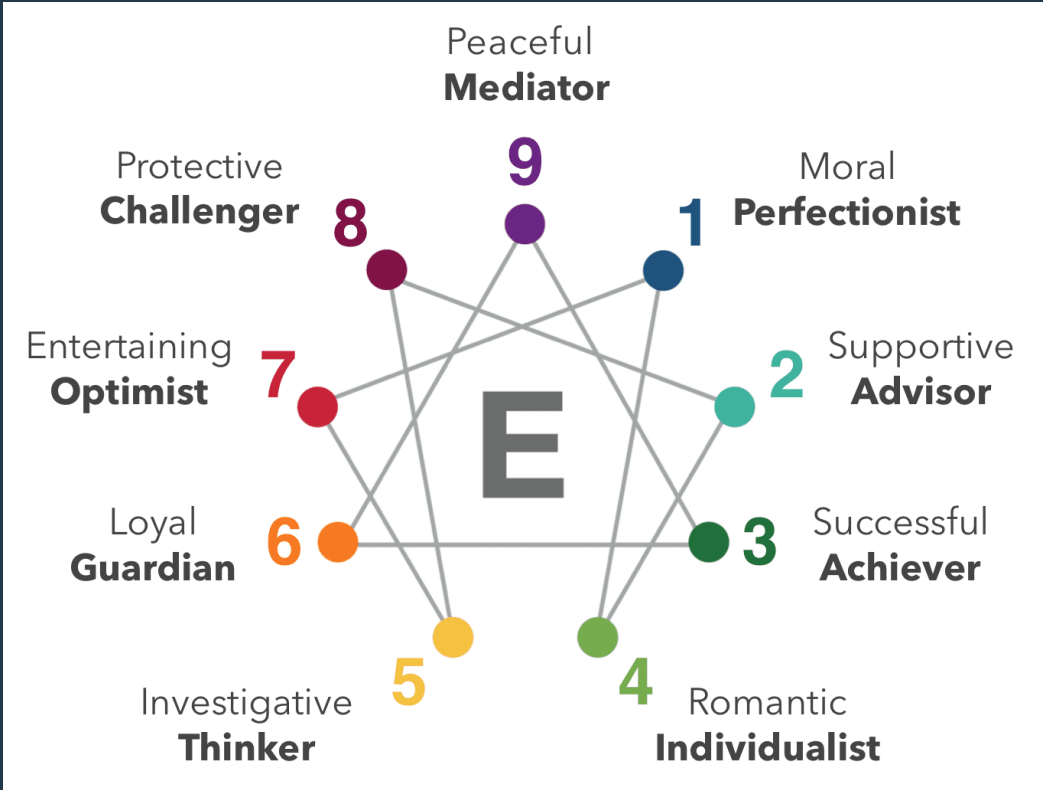 Peaceful
Mediator
9
Protective
Challenger
8
1
Moral
Perfectionist
Entertaining
Optimist
7
2
Supportive
Advisor
E
Loyal
Guardian
6
3
Successful
Achiever
5
Investigative
Thinker
4
Romantic
Individualist